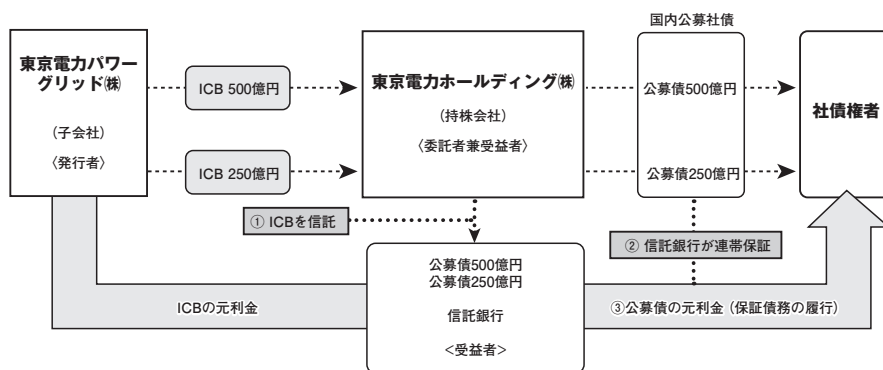 国内公募社債
東京電力パワー
グリッド㈱
(子会社)
〈発行者〉
ICB 500億円
ICB 250億円
東京電力ホールディング㈱
(持株会社)
〈委託者兼受益者〉
公募債500億円
公募債250億円
社債権者
① ICBを信託
② 信託銀行が連帯保証
公募債500億円
公募債250億円
信託銀行
<受益者>
ICBの元利金
③公募債の元利金 (保証債務の履行)